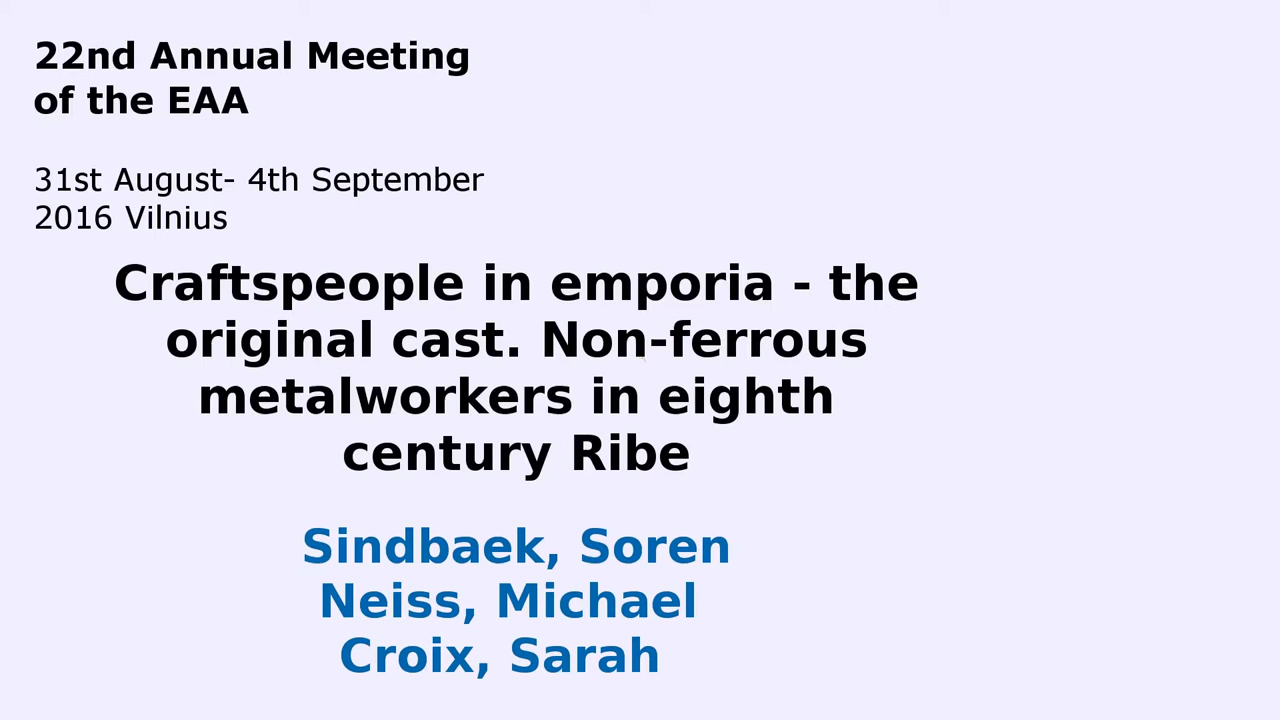 22nd Annual Meeting
of the EAA
31st August- 4th September
2016 Vilnius
Craftspeople in emporia - the
original cast. Non-ferrous
metalworkers in eighth
century Ribe
Sindbaek, Soren
Neiss, Michael
Croix, Sarah